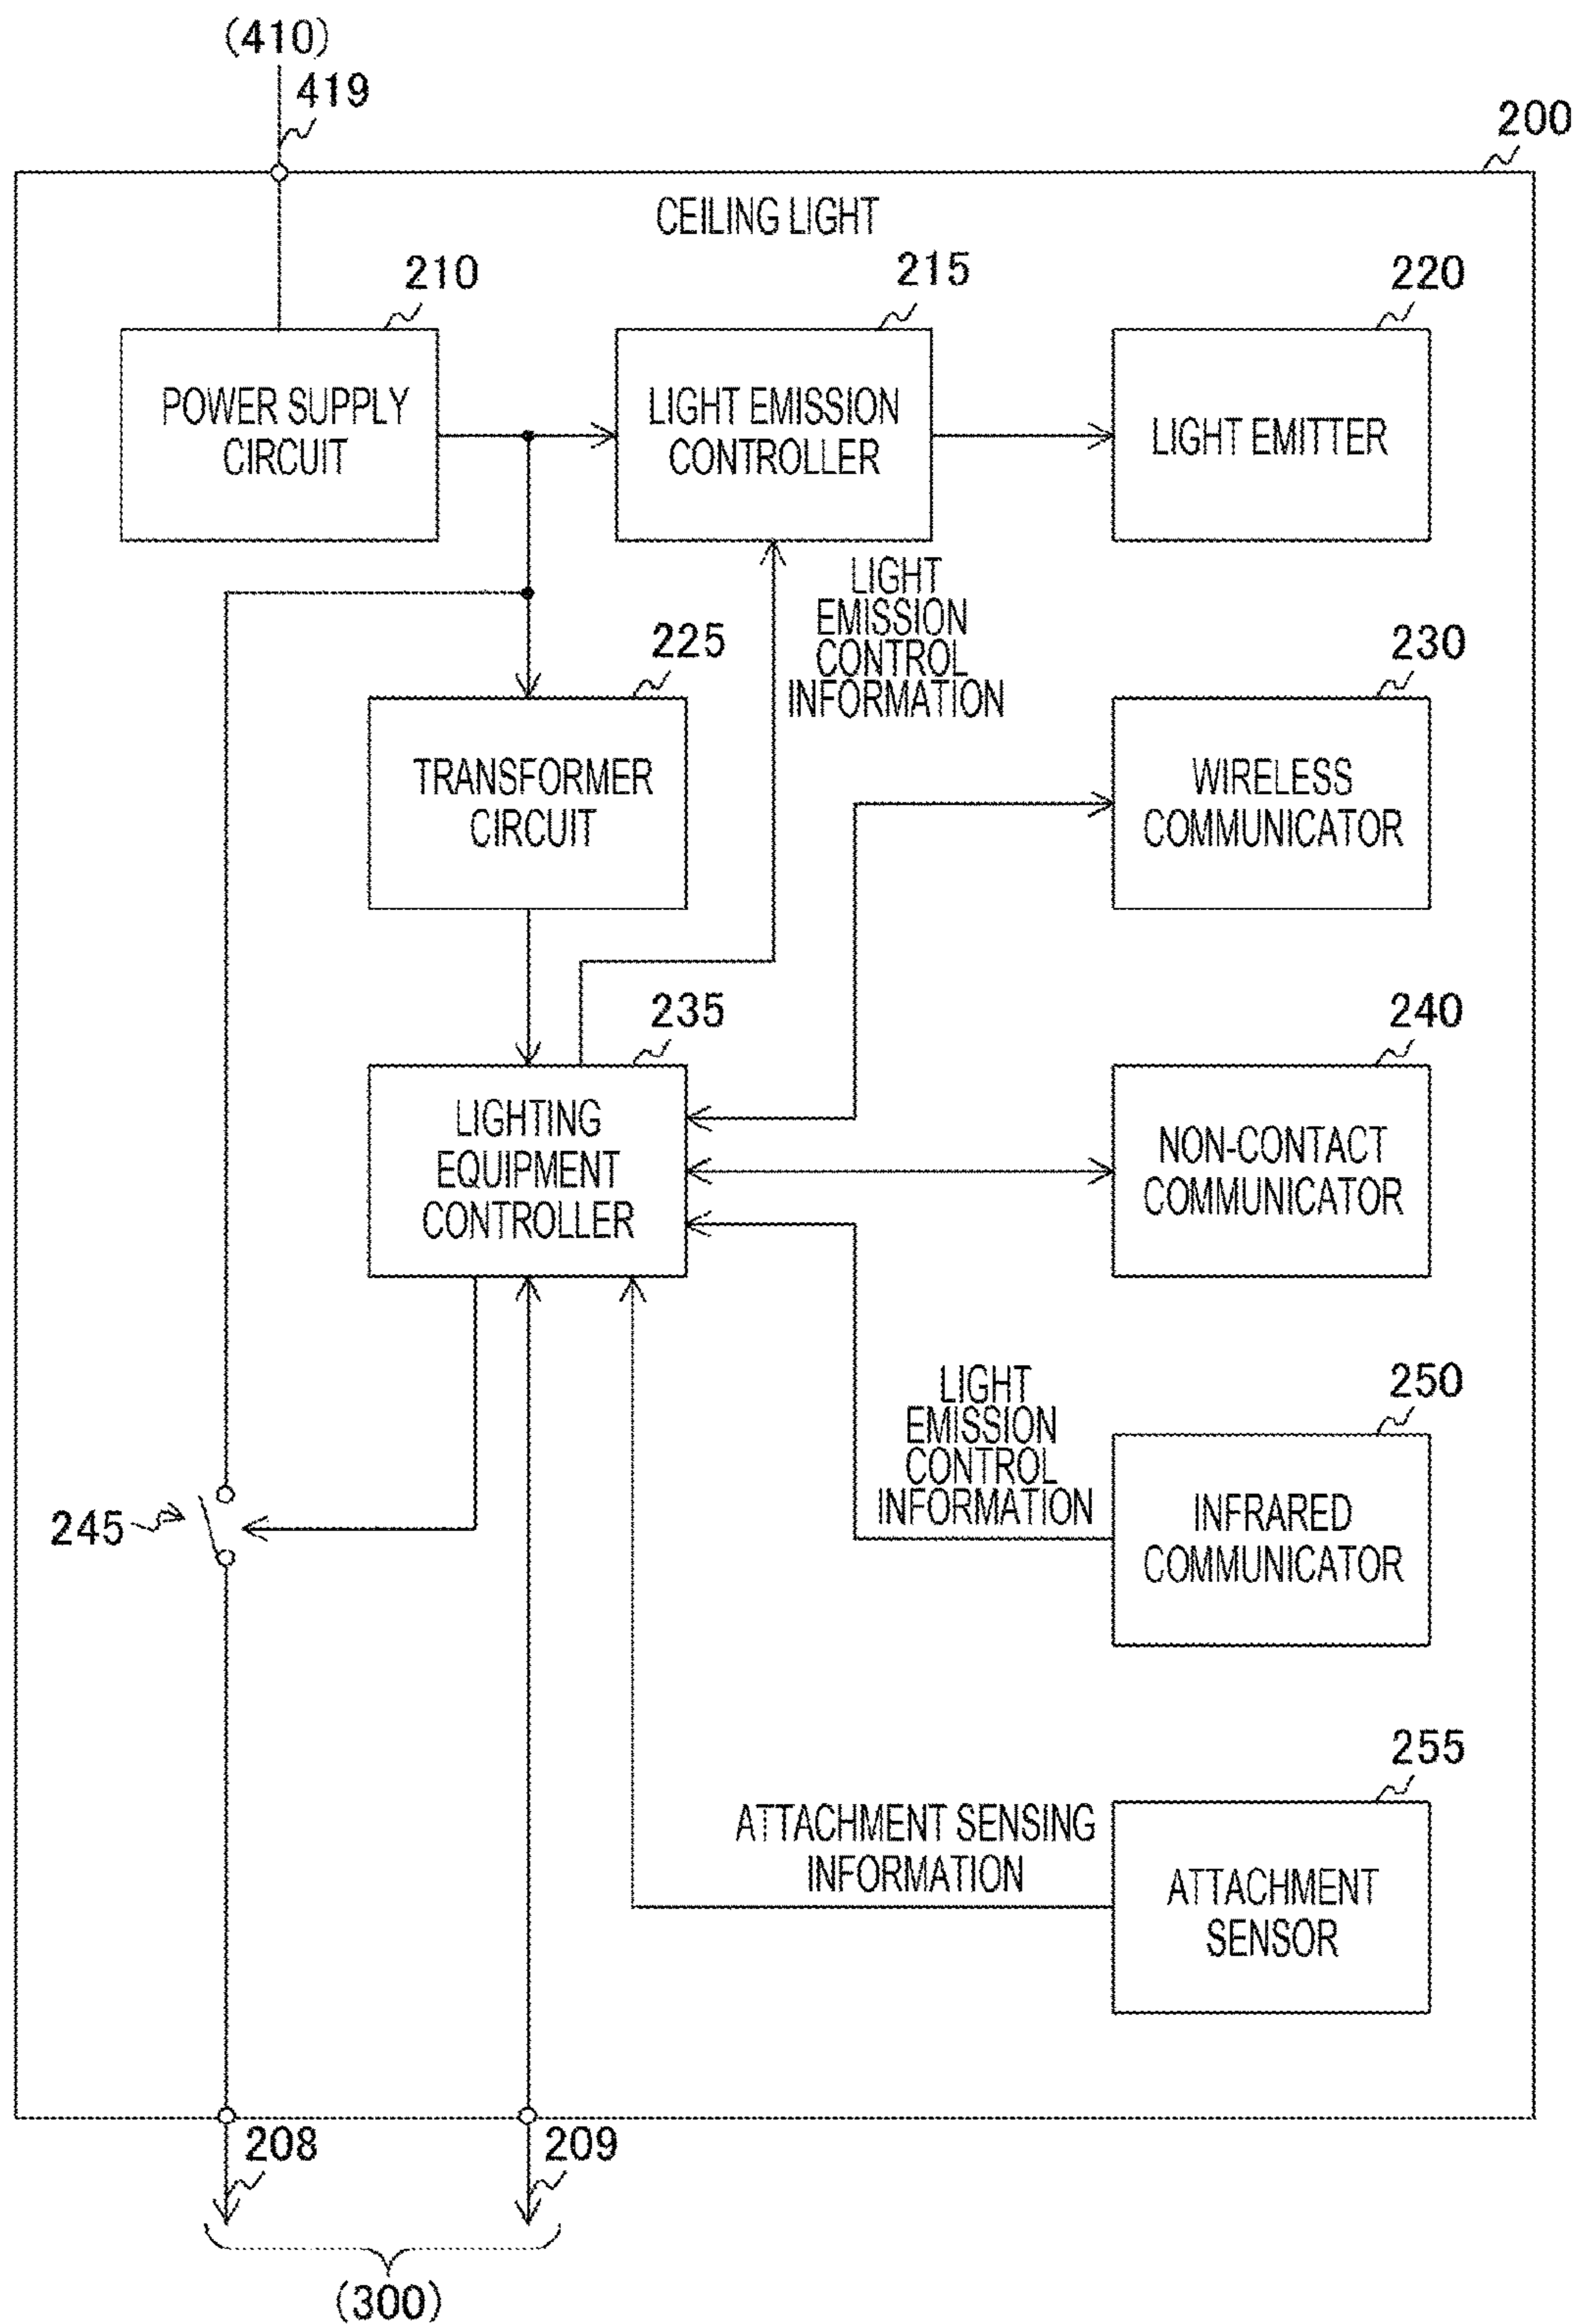 (410)
419
200
CEILING LIGHT
210
215
220
POWER SUPPLY
CIRCUIT
LIGHT EMISSION
CONTROLLER
LIGHT EMITTER
LIGHT
EMISSION
CONTROL
INFORMATION
225
230
TRANSFORMER
CIRCUIT
WIRELESS
COMMUNICATOR
235
240
LIGHTING
EQUIPMENT
CONTROLLER
NON-CONTACT
COMMUNICATOR
250
LIGHT
EMISSION
CONTROL
INFORMATION
245
INFRARED
COMMUNICATOR
255
ATTACHMENT SENSING
INFORMATION
ATTACHMENT
SENSOR
208
209
(300)